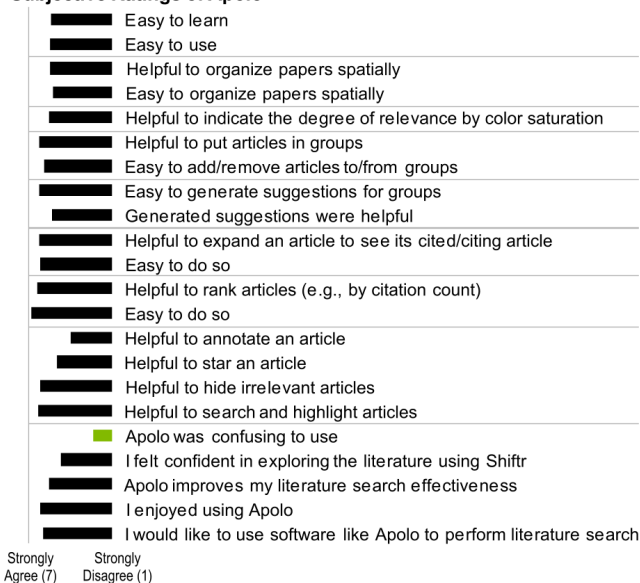 Easy to learn
Easy to use
Helpful to organize papers spatially
Easy to organize papers spatially
Helpful to indicate the degree of relevance by color saturation
Helpful to put articles in groups
Easy to add/remove articles to/from groups
Easy to generate suggestions for groups
Generated suggestions were helpful
Helpful to expand an article to see its cited/citing article
Easy to do so
Helpful to rank articles (e.g., by citation count)
Easy to do so
Helpful to annotate an article
Helpful to star an article
Helpful to hide irrelevant articles
Helpful to search and highlight articles
Apolo was confusing to use
I felt confident in exploring the literature using Shiftr
Apolo improves my literature search effectiveness
I enjoyed using Apolo
I would like to use software like Apolo to perform literature search
Strongly Strongly
Agree (7) Disagree (1)